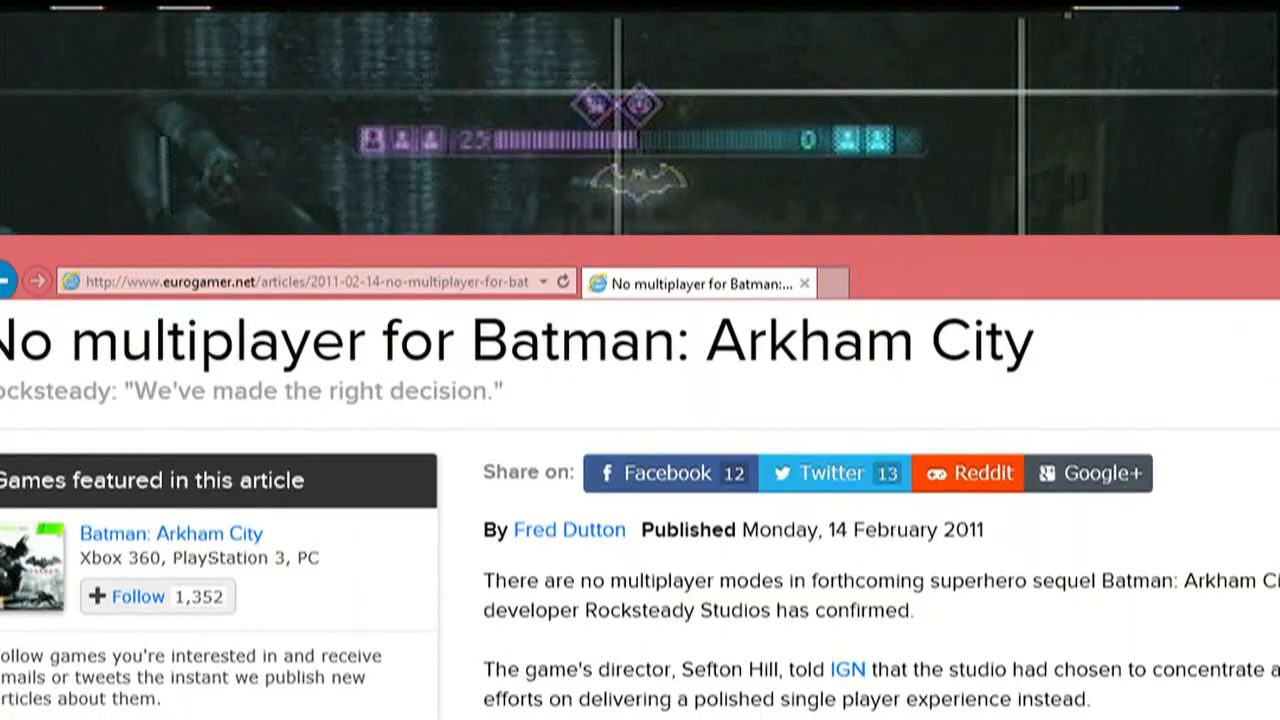 25
0
http://www.eurogamer.net/articles/2011-02-14-no-multiplayer-for-bat
No multiplayer for Batman:...
No multiplayer for Batman: Arkham City
ocksteady: "We've made the right decision."
Games featured in this article
Batman: Arkham City
Xbox 360, PlayStation 3, PC
Follow 1,352
ollow games you're interested in and receive
mails or tweets the instant we publish new
rticles about them.
Share on: Facebook 12 Twitter 13 Reddit Google+
By Fred Dutton Published Monday, 14 February 2011
There are no multiplayer modes in forthcoming superhero sequel Batman: Arkham Ci
developer Rocksteady Studios has confirmed.
The game's director, Sefton Hill, told IGN that the studio had chosen to concentrate a
efforts on delivering a polished single player experience instead.